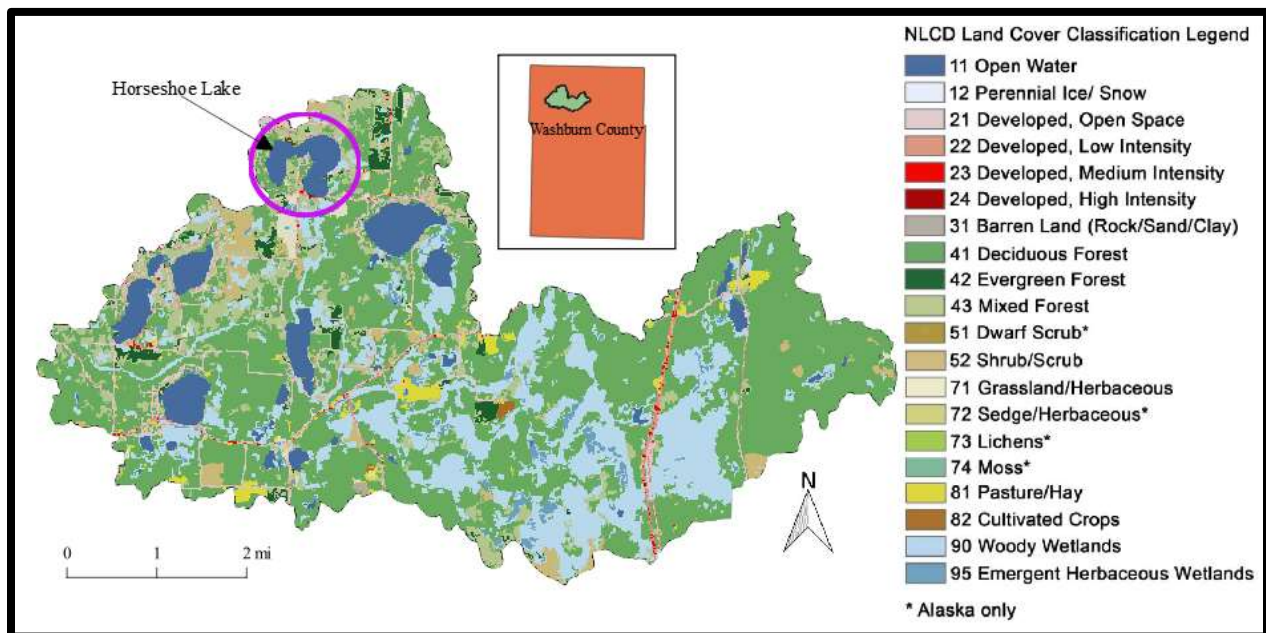 Horseshoe Lake
Washburn County
N
0 1 2 mi
NLCD Land Cover Classification Legend
11 Open Water
12 Perennial Ice/ Snow
21 Developed, Open Space
22 Developed, Low Intensity
23 Developed, Medium Intensity
24 Developed, High Intensity
31 Barren Land (Rock/Sand/Clay)
41 Deciduous Forest
42 Evergreen Forest
43 Mixed Forest
51 Dwarf Scrub*
52 Shrub/Scrub
71 Grassland/Herbaceous
72 Sedge/Herbaceous*
73 Lichens*
74 Moss*
81 Pasture/Hay
82 Cultivated Crops
90 Woody Wetlands
95 Emergent Herbaceous Wetlands
* Alaska only